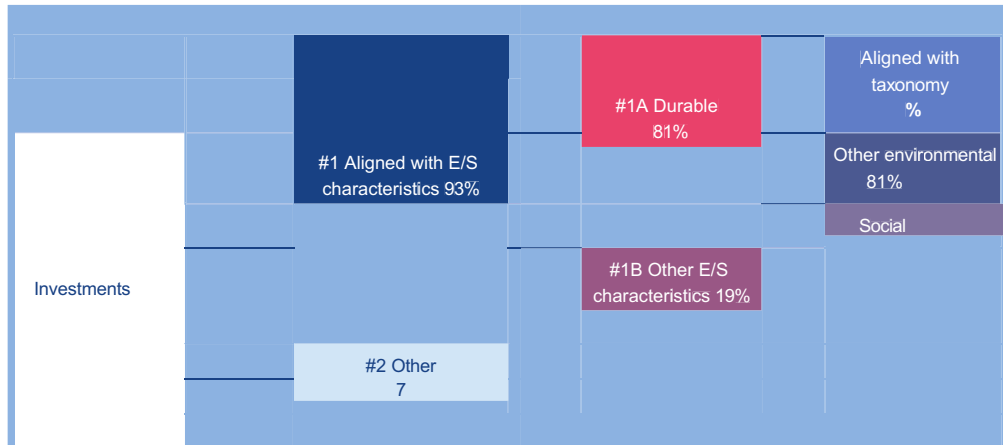 Investments
#1 Aligned with E/S
characteristics 93%
#2 Other
7
#1A Durable
81%
#1B Other E/S
characteristics 19%
Aligned with
taxonomy
%
Other environmental
81%
Social